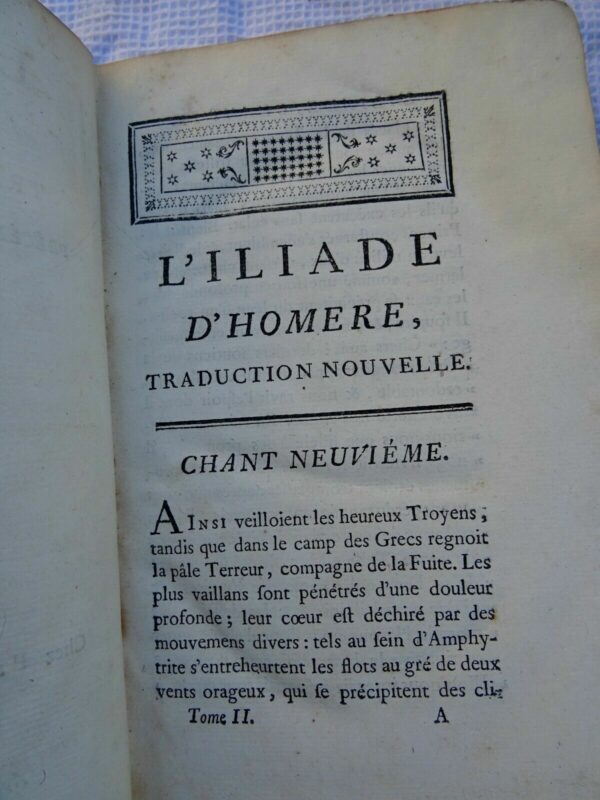 L'ILIADE
D'HOMERE,
TRADUCTION NOUVELLE.
CHANT NEUVIÉME.
AINSI veilloient les heureux Troyens ;
tandis que dans le camp des Grecs regnoit
la pâle Terreur, compagne de la Fuite. Les
plus vaillans ſont pénétrés d'une douleur
profonde ; leur cœur eſt déchiré par des
mouvemens divers : tels au ſein d'Amphy-
trite s'entreheurtent les flots au gré de deux
vents orageux, qui ſe précipitent des cli-
Tome II. A